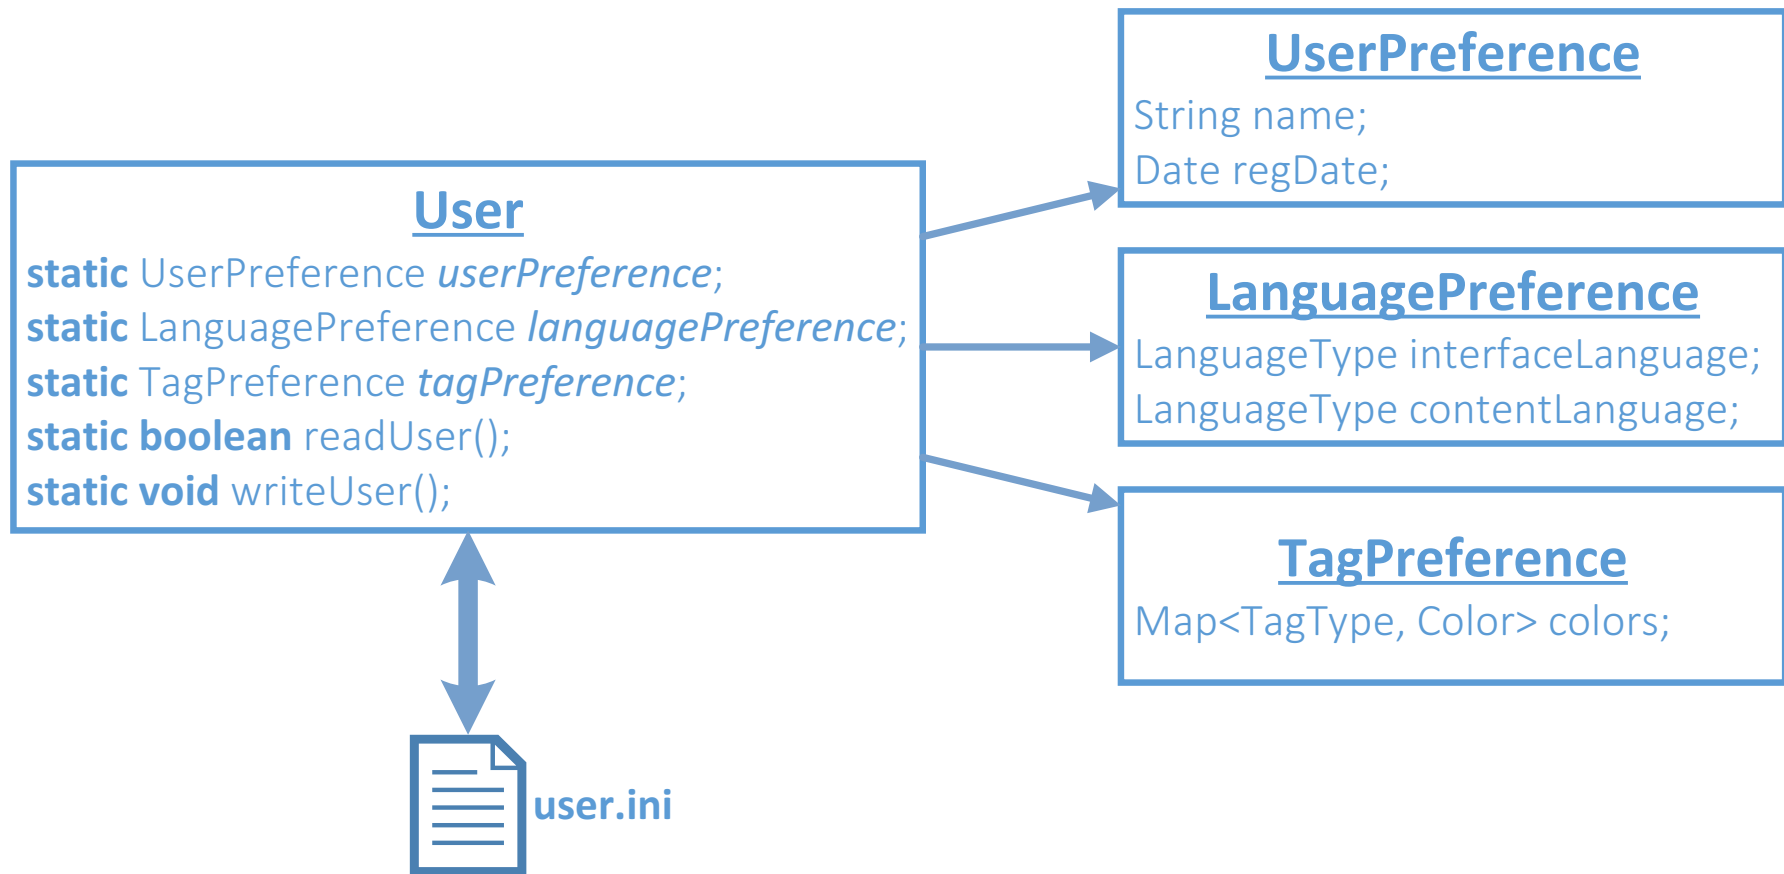 User
static UserPreference userPreference;
static LanguagePreference languagePreference;
static TagPreference tagPreference;
static boolean readUser();
static void writeUser();
user.ini
UserPreference
String name;
Date regDate;
LanguagePreference
LanguageType interfaceLanguage;
LanguageType contentLanguage;
TagPreference
Map<TagType, Color> colors;